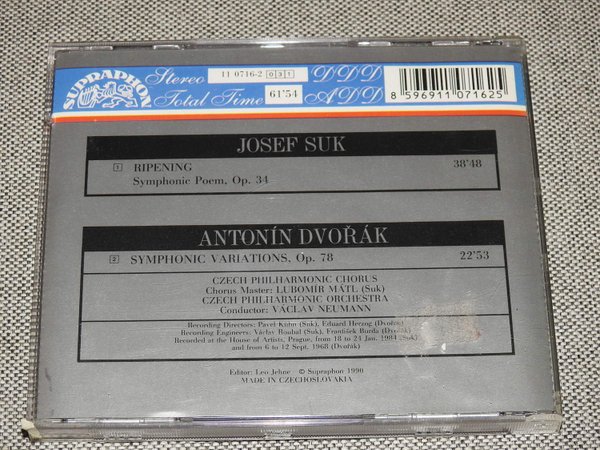 SUPRAPHON
Stereo 11 0716-2 031 DDD
Total Time 61'54 ADD
8 596911 071625
JOSEF SUK
1 RIPENING 38'48
Symphonic Poem, Op. 34
ANTONÍN DVOŘÁK
2 SYMPHONIC VARIATIONS, Op. 78 22'53
CZECH PHILHARMONIC CHORUS
Chorus Master: LUBOMÍR MÁTL (Suk)
CZECH PHILHARMONIC ORCHESTRA
Conductor: VÁCLAV NEUMANN
Recording Directors: Pavel Kühn (Suk), Eduard Herzog (Dvořák)
Recording Engineers: Václav Roubal (Suk), František Burda (Dvořák)
Recorded at the House of Artists, Prague, from 18 to 24 Jan. 1984 (Suk)
and from 6 to 12 Sept. 1968 (Dvořák)
Editor: Leo Jehne © Supraphon 1990
MADE IN CZECHOSLOVAKIA